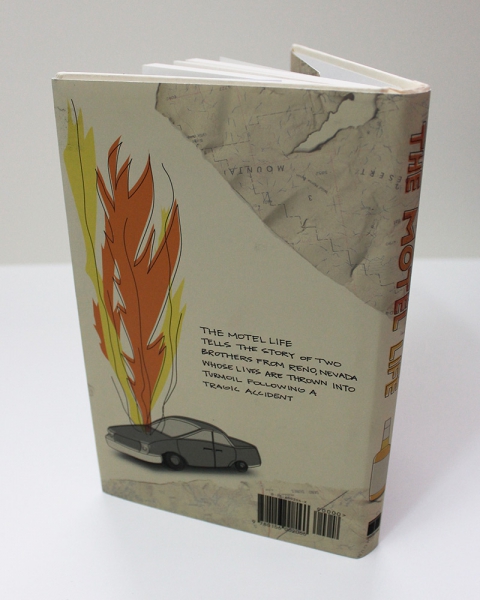 THE MOTEL LIFE
TELLS THE STORY OF TWO
BROTHERS FROM RENO, NEVADA
WHOSE LIVES ARE THROWN INTO
TURMOIL FOLLOWING A
TRAGIC ACCIDENT
THE MOTEL LIFE